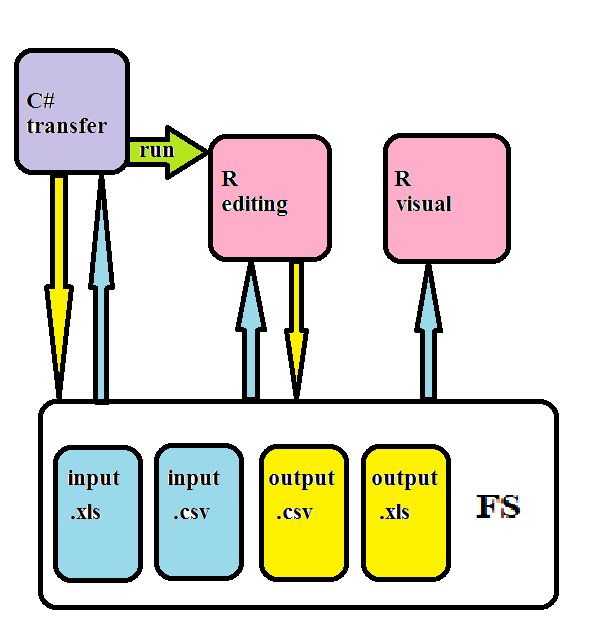 C#
transfer
run
R
editing
R
visual
input
.xls
input
.csv
output
.csv
output
.xls
FS